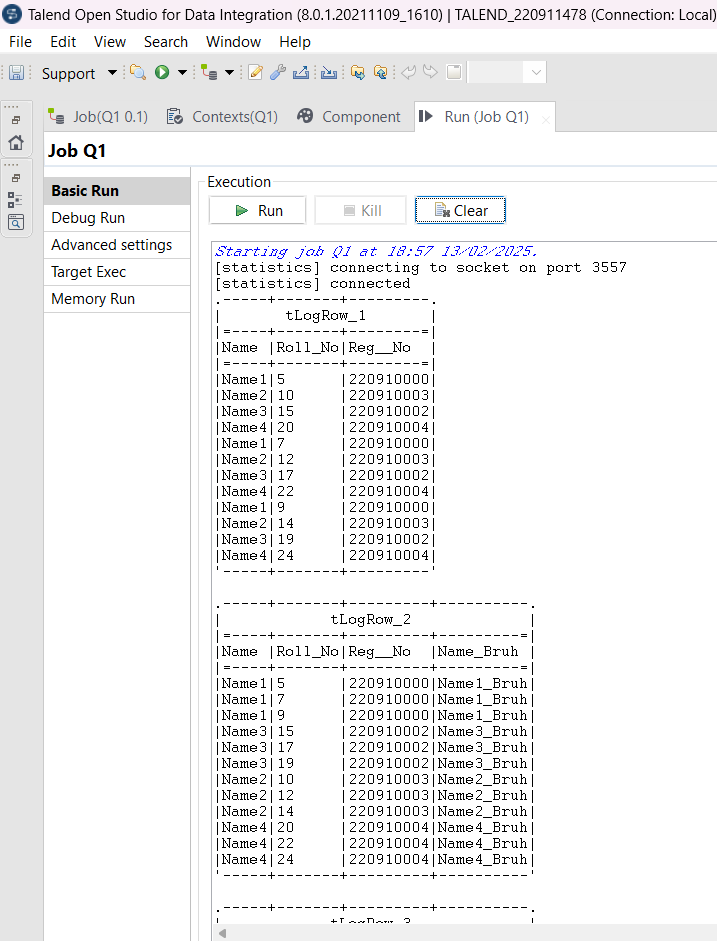 Talend Open Studio for Data Integration (8.0.1.20211109_1610) | TALEND_220911478 (Connection: Local)
File Edit View Search Window Help
Support
Job(Q1 0.1) Contexts(Q1) Component Run (Job Q1)
Job Q1
Basic Run
Debug Run
Advanced settings
Target Exec
Memory Run
Execution
Run Kill Clear
Starting job Q1 at 18:57 13/02/2025.
[statistics] connecting to socket on port 3557
[statistics] connected
.-----+-------+---------.
|       tLogRow_1       |
|=----+-------+--------=|
|Name |Roll_No|Reg__No  |
|=----+-------+--------=|
|Name1|5      |220910000|
|Name2|10     |220910003|
|Name3|15     |220910002|
|Name4|20     |220910004|
|Name1|7      |220910000|
|Name2|12     |220910003|
|Name3|17     |220910002|
|Name4|22     |220910004|
|Name1|9      |220910000|
|Name2|14     |220910003|
|Name3|19     |220910002|
|Name4|24     |220910004|
'-----+-------+---------'
.-----+-------+---------+----------.
|            tLogRow_2             |
|=----+-------+---------+---------=|
|Name |Roll_No|Reg__No  |Name_Bruh |
|=----+-------+---------+---------=|
|Name1|5      |220910000|Name1_Bruh|
|Name1|7      |220910000|Name1_Bruh|
|Name1|9      |220910000|Name1_Bruh|
|Name3|15     |220910002|Name3_Bruh|
|Name3|17     |220910002|Name3_Bruh|
|Name3|19     |220910002|Name3_Bruh|
|Name2|10     |220910003|Name2_Bruh|
|Name2|12     |220910003|Name2_Bruh|
|Name2|14     |220910003|Name2_Bruh|
|Name4|20     |220910004|Name4_Bruh|
|Name4|22     |220910004|Name4_Bruh|
|Name4|24     |220910004|Name4_Bruh|
'-----+-------+---------+----------'
.-----+-------+---------+----------.